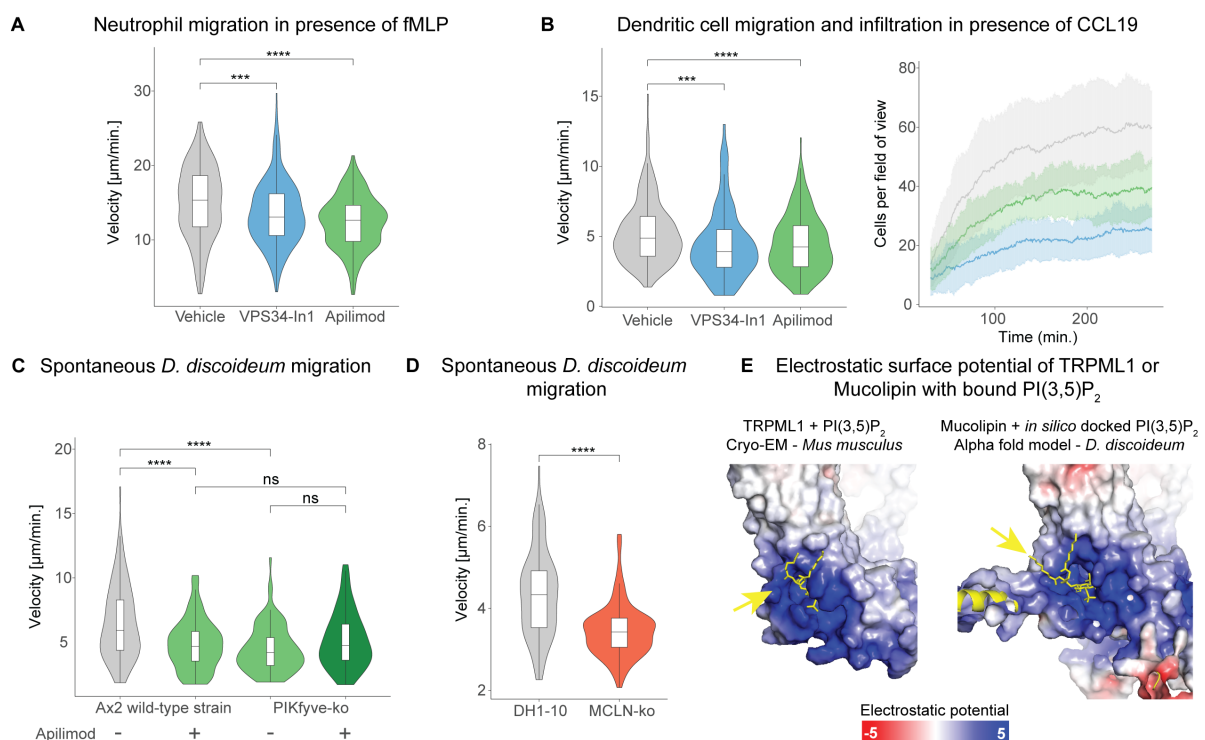 A Neutrophil migration in presence of fMLP
Velocity [µm/min.]
30
20
10
***
****
Vehicle VPS34-In1 Apilimod
B Dendritic cell migration and infiltration in presence of CCL19
Velocity [µm/min.]
15
10
5
0
***
****
Vehicle VPS34-In1 Apilimod
Cells per field of view
80
60
40
20
0
100 200
Time (min.)
C Spontaneous D. discoideum migration
Velocity [µm/min.]
20
15
10
5
****
****
ns
ns
Ax2 wild-type strain PIKfyve-ko
Apilimod - + - +
D Spontaneous D. discoideum
migration
Velocity [µm/min.]
8
6
4
2
****
DH1-10 MCLN-ko
E Electrostatic surface potential of TRPML1 or
Mucolipin with bound PI(3,5)P2
TRPML1 + PI(3,5)P2
Cryo-EM - Mus musculus
Mucolipin + in silico docked PI(3,5)P2
Alpha fold model - D. discoideum
Electrostatic potential
-5 5